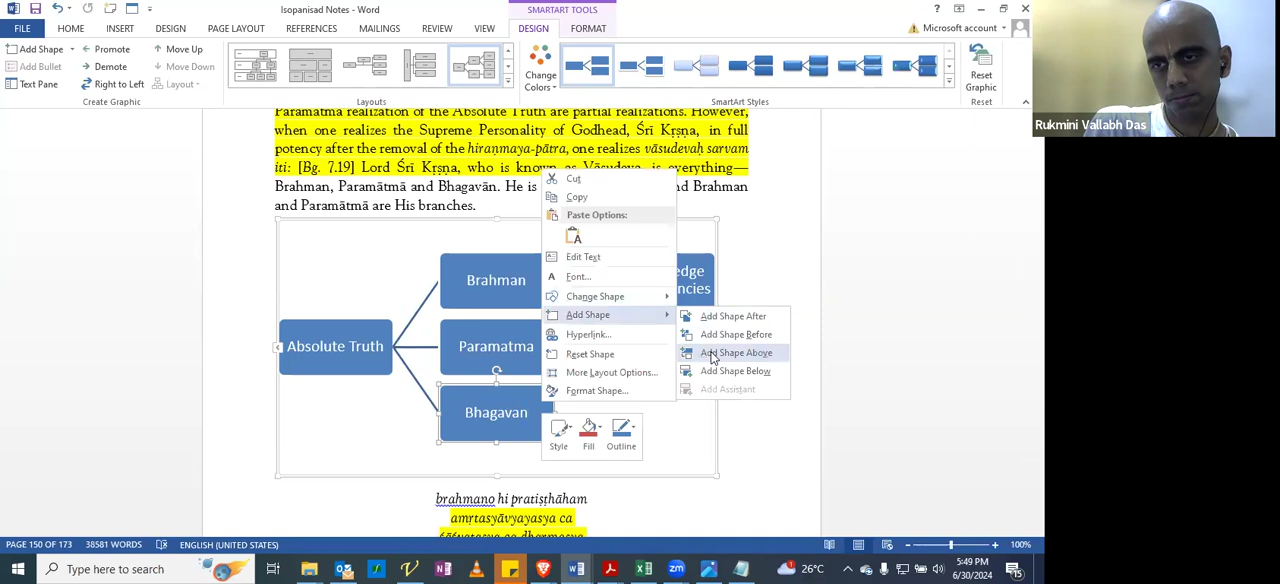 Isopanisad Notes - Word
SMARTART TOOLS
FILE HOME INSERT DESIGN PAGE LAYOUT REFERENCES MAILINGS REVIEW VIEW DESIGN FORMAT Microsoft account
Add Shape Promote Move Up
Add Bullet Demote Move Down
Text Pane Right to Left Layout
Change Colors
Reset Graphic
Create Graphic Layouts SmartArt Styles Reset
Rukmini Vallabh Das
Paramātmā realization of the Absolute Truth are partial realizations. However,
when one realizes the Supreme Personality of Godhead, Śrī Kṛṣṇa, in full
potency after the removal of the hiraṇmaya-pātra, one realizes vāsudevaḥ sarvam
iti: [Bg. 7.19] Lord Śrī Kṛṣṇa, who is known as Vāsudeva, is everything—
Brahman, Paramātmā and Bhagavān. He is nd Brahman
and Paramātmā are His branches.
Absolute Truth
Brahman
Paramatma
Bhagavan
edge
ncies
Cut
Copy
Paste Options:
A
Edit Text
Font...
Change Shape
Add Shape
Hyperlink...
Reset Shape
More Layout Options...
Format Shape...
Add Shape After
Add Shape Before
Add Shape Above
Add Shape Below
Add Assistant
Style Fill Outline
brahmaṇo hi pratiṣṭhāham
amṛtasyāvyayasya ca
śāśvatasya ca dharmasya
PAGE 150 OF 173 38581 WORDS ENGLISH (UNITED STATES) 100%
Type here to search
26°C
5:49 PM
6/30/2024
15